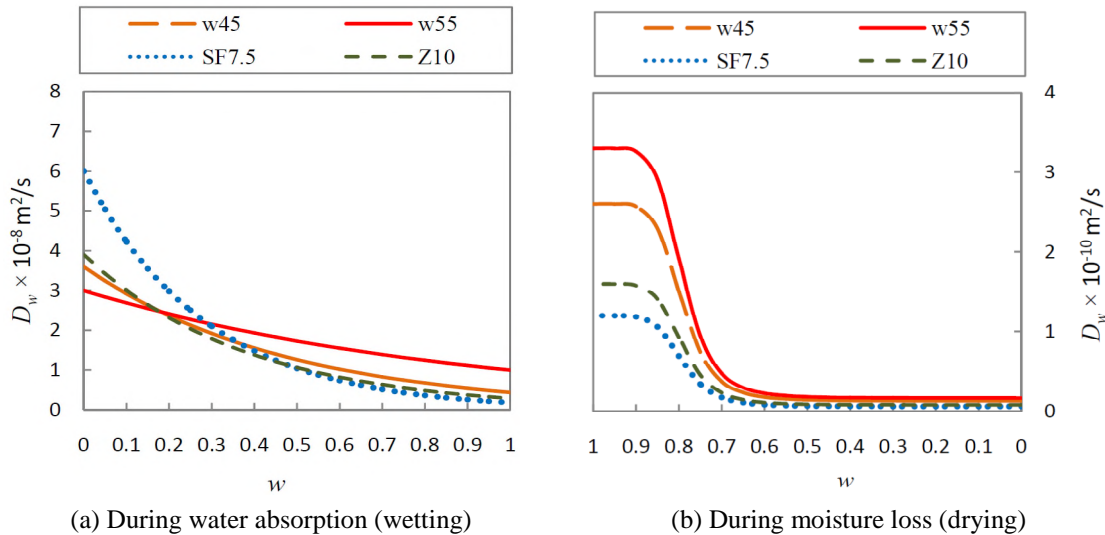 w45 w55
SF7.5 Z10
8
7
6
5
4
3
2
1
0
D_w × 10^-8 m^2/s
0 0.1 0.2 0.3 0.4 0.5 0.6 0.7 0.8 0.9 1
w
(a) During water absorption (wetting)
w45 w55
SF7.5 Z10
4
3
2
1
0
D_w × 10^-10 m^2/s
1 0.9 0.8 0.7 0.6 0.5 0.4 0.3 0.2 0.1 0
w
(b) During moisture loss (drying)